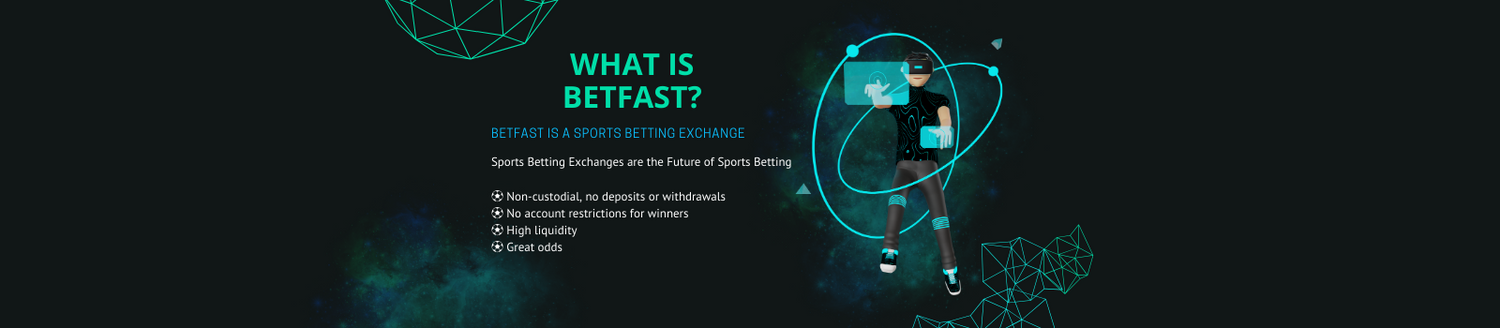 WHAT IS
BETFAST?
BETFAST IS A SPORTS BETTING EXCHANGE
Sports Betting Exchanges are the Future of Sports Betting
⚽ Non-custodial, no deposits or withdrawals
⚽ No account restrictions for winners
⚽ High liquidity
⚽ Great odds